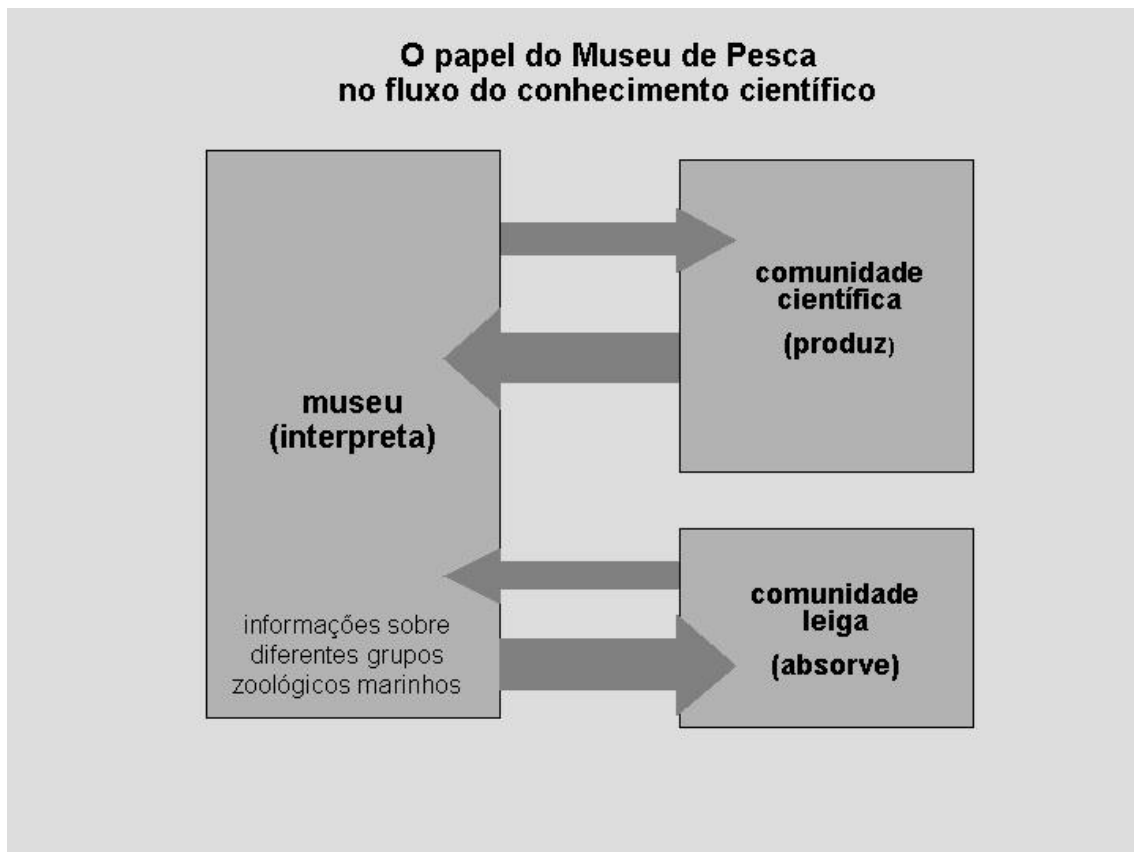 O papel do Museu de Pesca
no fluxo do conhecimento científico
museu
(interpreta)
informações sobre
diferentes grupos
zoológicos marinhos
comunidade
científica
(produz)
comunidade
leiga
(absorve)